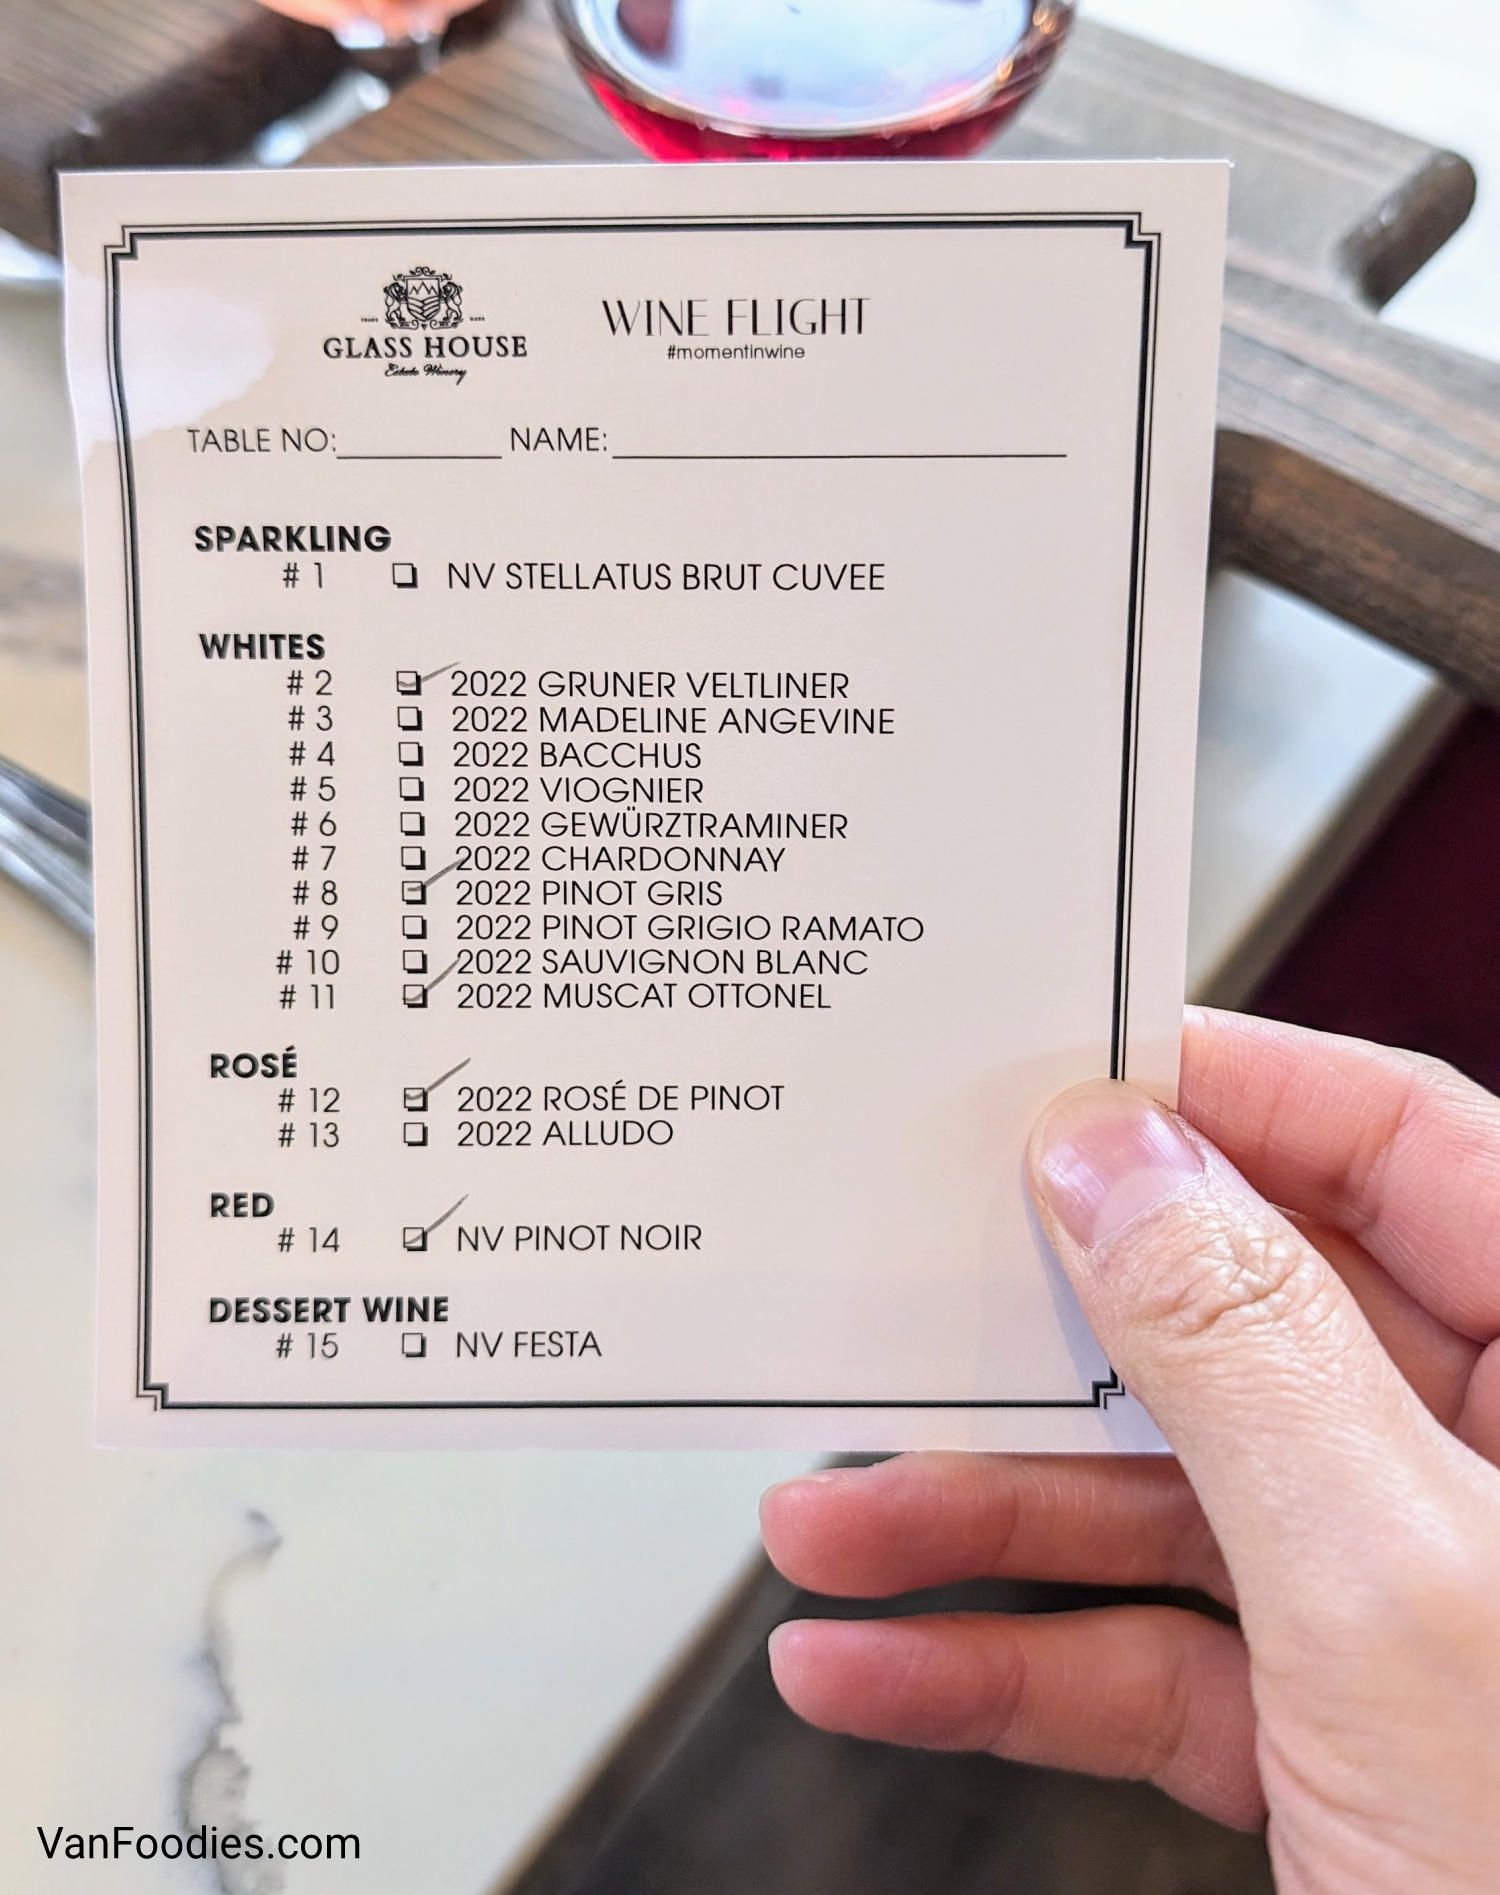 GLASS HOUSE
Estate Winery
WINE FLIGHT
#momentinwine
TABLE NO: NAME:
SPARKLING
# 1 NV STELLATUS BRUT CUVEE
WHITES
# 2 2022 GRUNER VELTLINER
# 3 2022 MADELINE ANGEVINE
# 4 2022 BACCHUS
# 5 2022 VIOGNIER
# 6 2022 GEWÜRZTRAMINER
# 7 2022 CHARDONNAY
# 8 2022 PINOT GRIS
# 9 2022 PINOT GRIGIO RAMATO
# 10 2022 SAUVIGNON BLANC
# 11 2022 MUSCAT OTTONEL
ROSÉ
# 12 2022 ROSÉ DE PINOT
# 13 2022 ALLUDO
RED
# 14 NV PINOT NOIR
DESSERT WINE
# 15 NV FESTA
VanFoodies.com